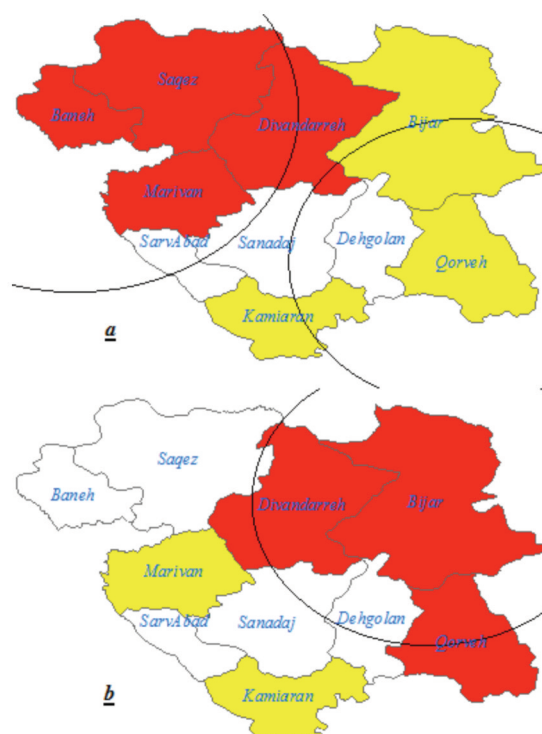 Saqez
Baneh
Divandarreh
Bijar
Marivan
SarvAbad
Sanadaj
Dehgolan
Qorveh
Kamiaran
a
Saqez
Baneh
Divandarreh
Bijar
Marivan
SarvAbad
Sanadaj
Dehgolan
Qorveh
Kamiaran
b